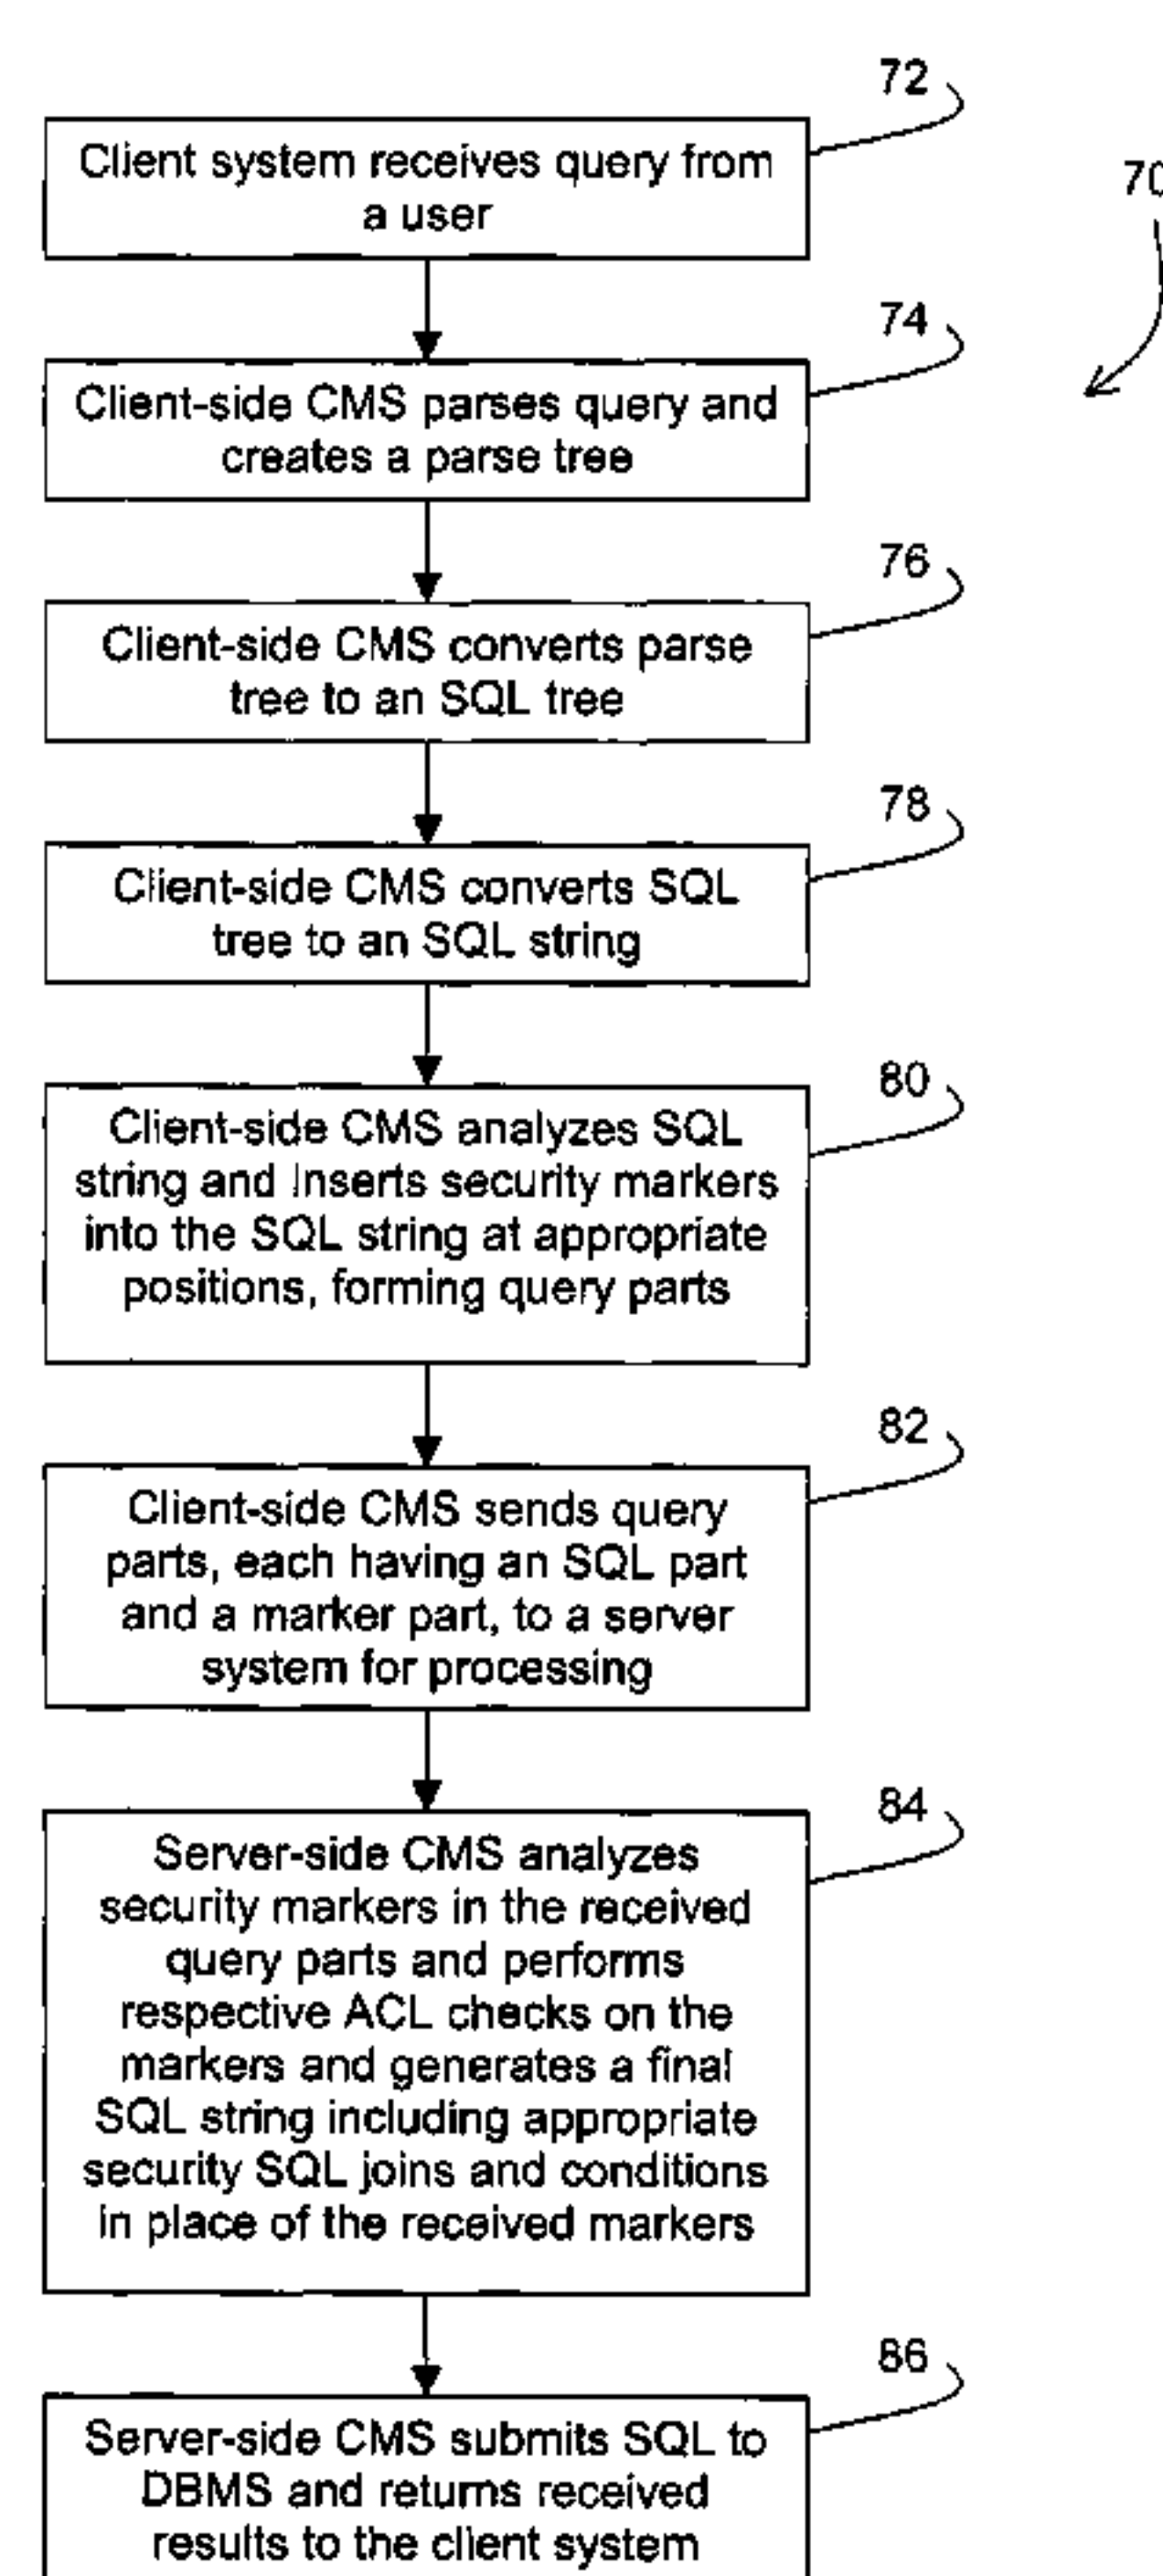 72
Client system receives query from
a user
70
74
Client-side CMS parses query and
creates a parse tree
76
Client-side CMS converts parse
tree to an SQL tree
78
Client-side CMS converts SQL
tree to an SQL string
80
Client-side CMS analyzes SQL
string and Inserts security markers
into the SQL string at appropriate
positions, forming query parts
82
Client-side CMS sends query
parts, each having an SQL part
and a marker part, to a server
system for processing
84
Server-side CMS analyzes
security markers in the received
query parts and performs
respective ACL checks on the
markers and generates a final
SQL string including appropriate
security SQL joins and conditions
in place of the received markers
86
Server-side CMS submits SQL to
DBMS and returns received
results to the client system